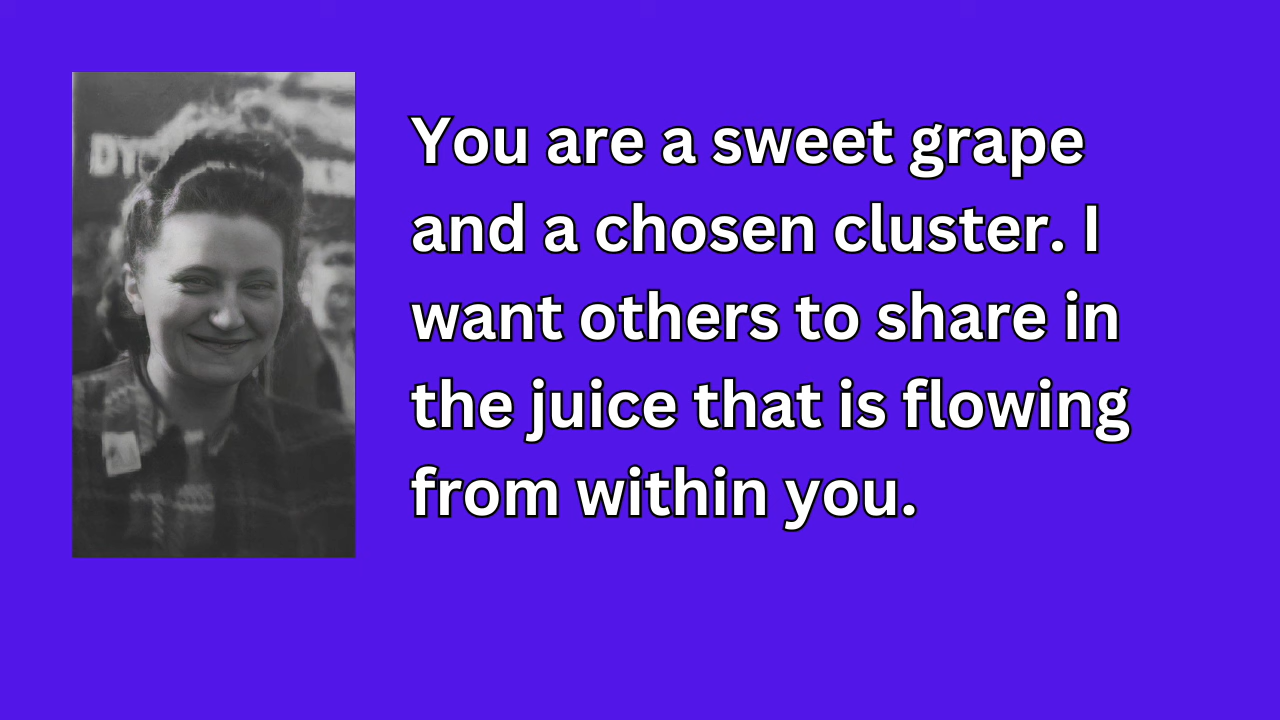 You are a sweet grape
and a chosen cluster. I
want others to share in
the juice that is flowing
from within you.